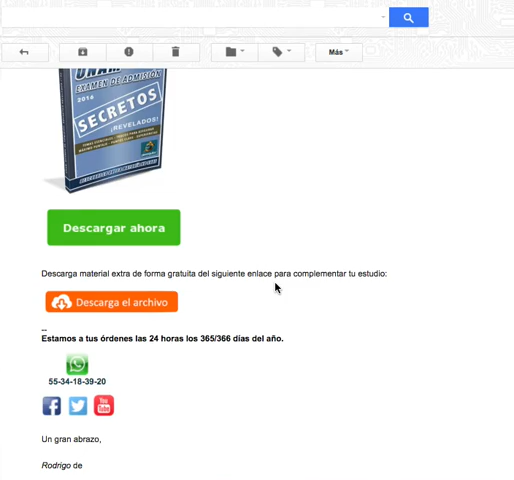 Más
UNAM
EXAMEN DE ADMISIÓN
2016
SECRETOS
¡REVELADOS!
Descargar ahora
Descarga material extra de forma gratuita del siguiente enlace para complementar tu estudio:
Descarga el archivo
--
Estamos a tus órdenes las 24 horas los 365/366 días del año.
55-34-18-39-20
You
Tube
Un gran abrazo,
Rodrigo de